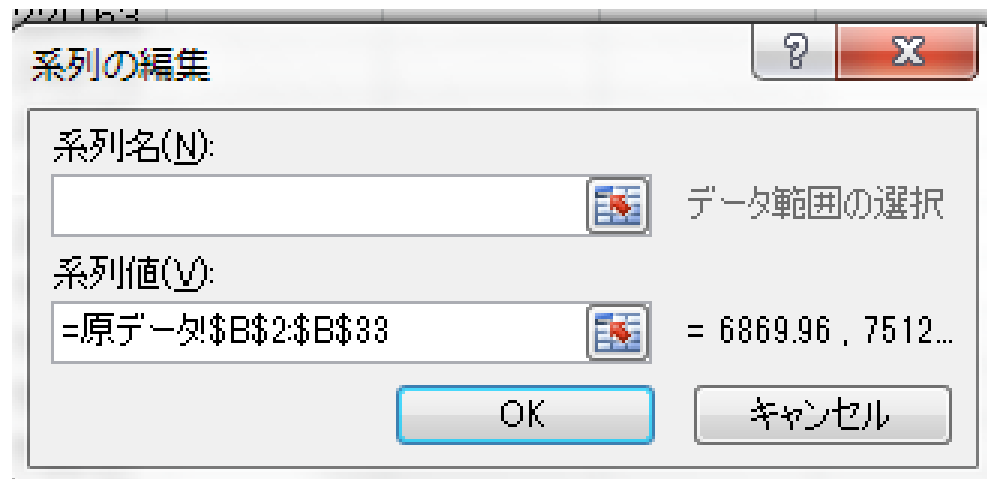 系列の編集
系列名(N):
データ範囲の選択
系列値(V):
=原データ!$B$2:$B$33
= 6869.96 , 7512...
OK
キャンセル